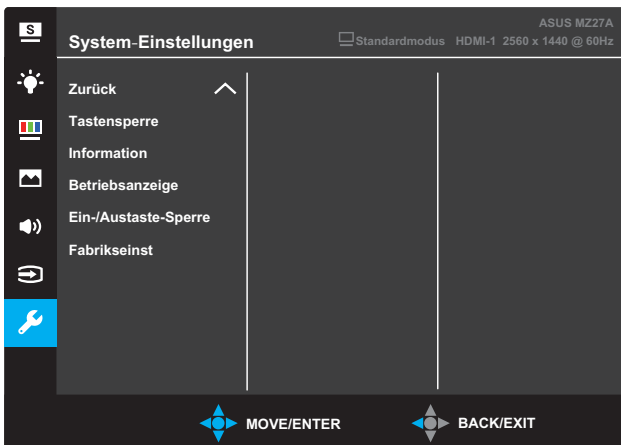 S
ASUS MZ27A
System-Einstellungen
Standardmodus HDMI-1 2560 x 1440 @ 60Hz
Zurück
Tastensperre
Information
Betriebsanzeige
Ein-/Austaste-Sperre
Fabrikseinst
MOVE/ENTER
BACK/EXIT